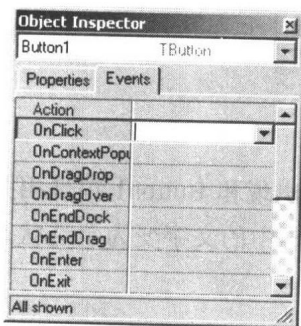 Object Inspector
Button1 TButton
Properties Events
Action
OnClick
OnContextPopu
OnDragDrop
OnDragOver
OnEndDock
OnEndDrag
OnEnter
OnExit
All shown